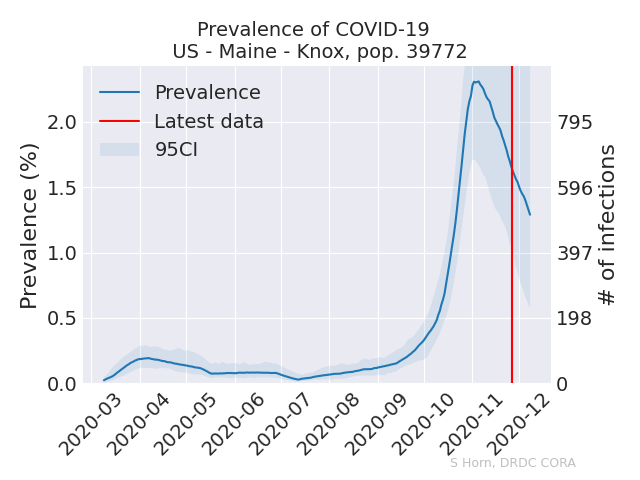 Prevalence of COVID-19
US - Maine - Knox, pop. 39772
Prevalence
Latest data
95CI
Prevalence (%)
2.0
1.5
1.0
0.5
0.0
795
596
397
198
0
# of infections
2020-03
2020-04
2020-05
2020-06
2020-07
2020-08
2020-09
2020-10
2020-11
2020-12
S Horn, DRDC CORA